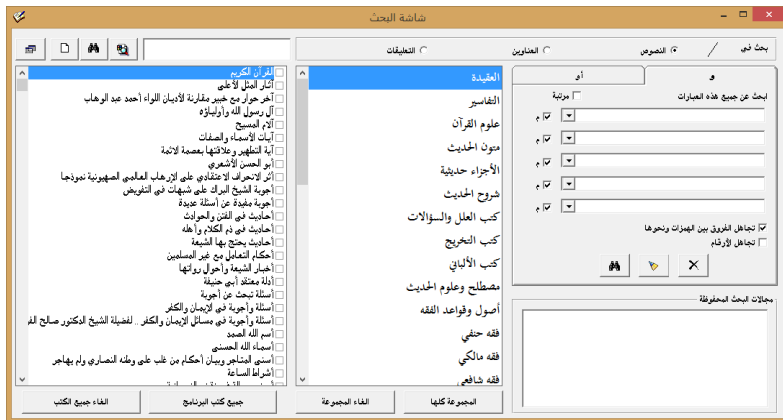 شاشة البحث
بحث في
النصوص
العناوين
التعليقات
و
أو
ابحث عن جميع هذه العبارات
مرتبة
م
م
م
م
م
تجاهل الفروق بين الهمزات ونحوها
تجاهل الأرقام
مجالات البحث المحفوظة
العقيدة
التفاسير
علوم القرآن
متون الحديث
الأجزاء حديثية
شروح الحديث
كتب العلل والسؤالات
كتب التخريج
كتب الألباني
مصطلح وعلوم الحديث
أصول وقواعد الفقه
فقه حنفي
فقه مالكي
فقه شافعي
المجموعة كلها
الغاء المجموعة
القرآن الكريم
آثار المثل الأعلى
آخر حوار مع خبير مقارنة الأديان اللواء أحمد عبد الوهاب
آل رسول الله وأولياؤه
آلام المسيح
آيات الأسماء والصفات
آية التطهير وعلاقتها بعصمة الائمة
أبو الحسن الأشعري
أثر الانحراف الاعتقادي على الإرهاب العالمي الصهيونية نموذجا
أجوبة الشيخ البراك على شبهات في التفويض
أجوبة مفيدة عن أسئلة عديدة
أحاديث في الفتن والحوادث
أحاديث في ذم الكلام وأهله
أحاديث يحتج بها الشيعة
أحكام التعامل مع غير المسلمين
أخبار الشيعة وأحوال رواتها
أدلة معتقد أبي حنيفة
أسئلة تبحث عن أجوبة
أسئلة وأجوبة في الإيمان والكفر
أسئلة وأجوبة في مسائل الإيمان والكفر .. لفضيلة الشيخ الدكتور صالح الفو
أسم الله الصمد
أسماء الله الحسنى
أسنى المتاجر وبيان أحكام من غلب على وطنه النصارى ولم يهاجر
أشراط الساعة
جميع كتب البرنامج
الغاء جميع الكتب